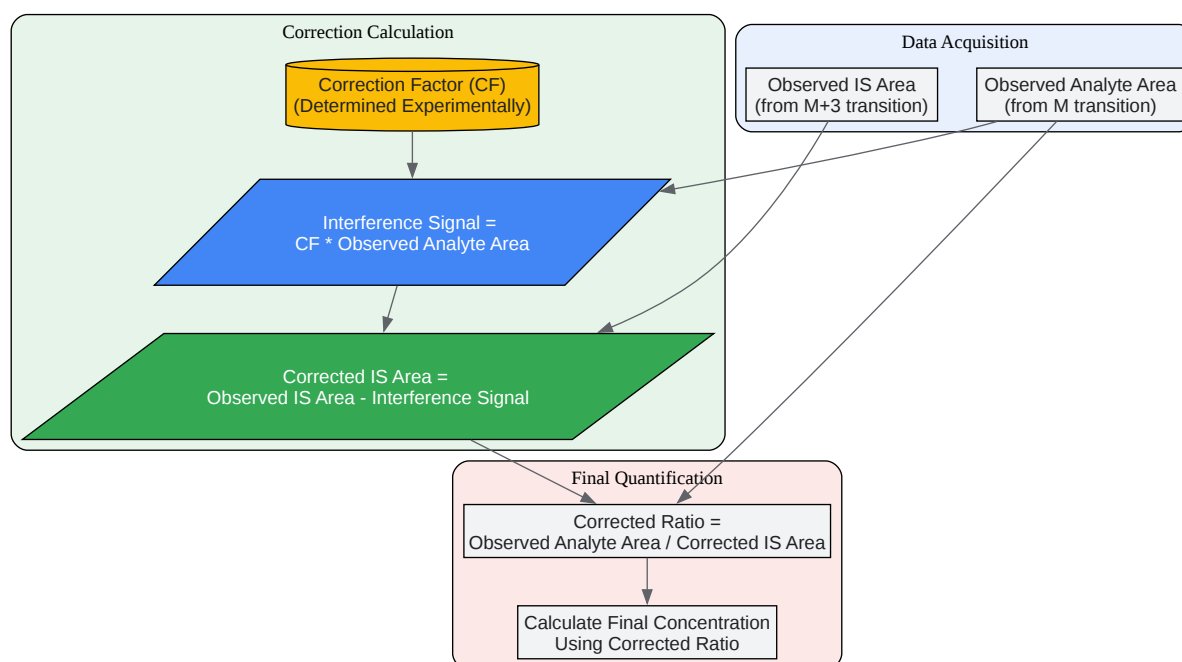 Correction Calculation
Correction Factor (CF)
(Determined Experimentally)
Interference Signal =
CF * Observed Analyte Area
Corrected IS Area =
Observed IS Area - Interference Signal
Data Acquisition
Observed IS Area
(from M+3 transition)
Observed Analyte Area
(from M transition)
Final Quantification
Corrected Ratio =
Observed Analyte Area / Corrected IS Area
Calculate Final Concentration
Using Corrected Ratio